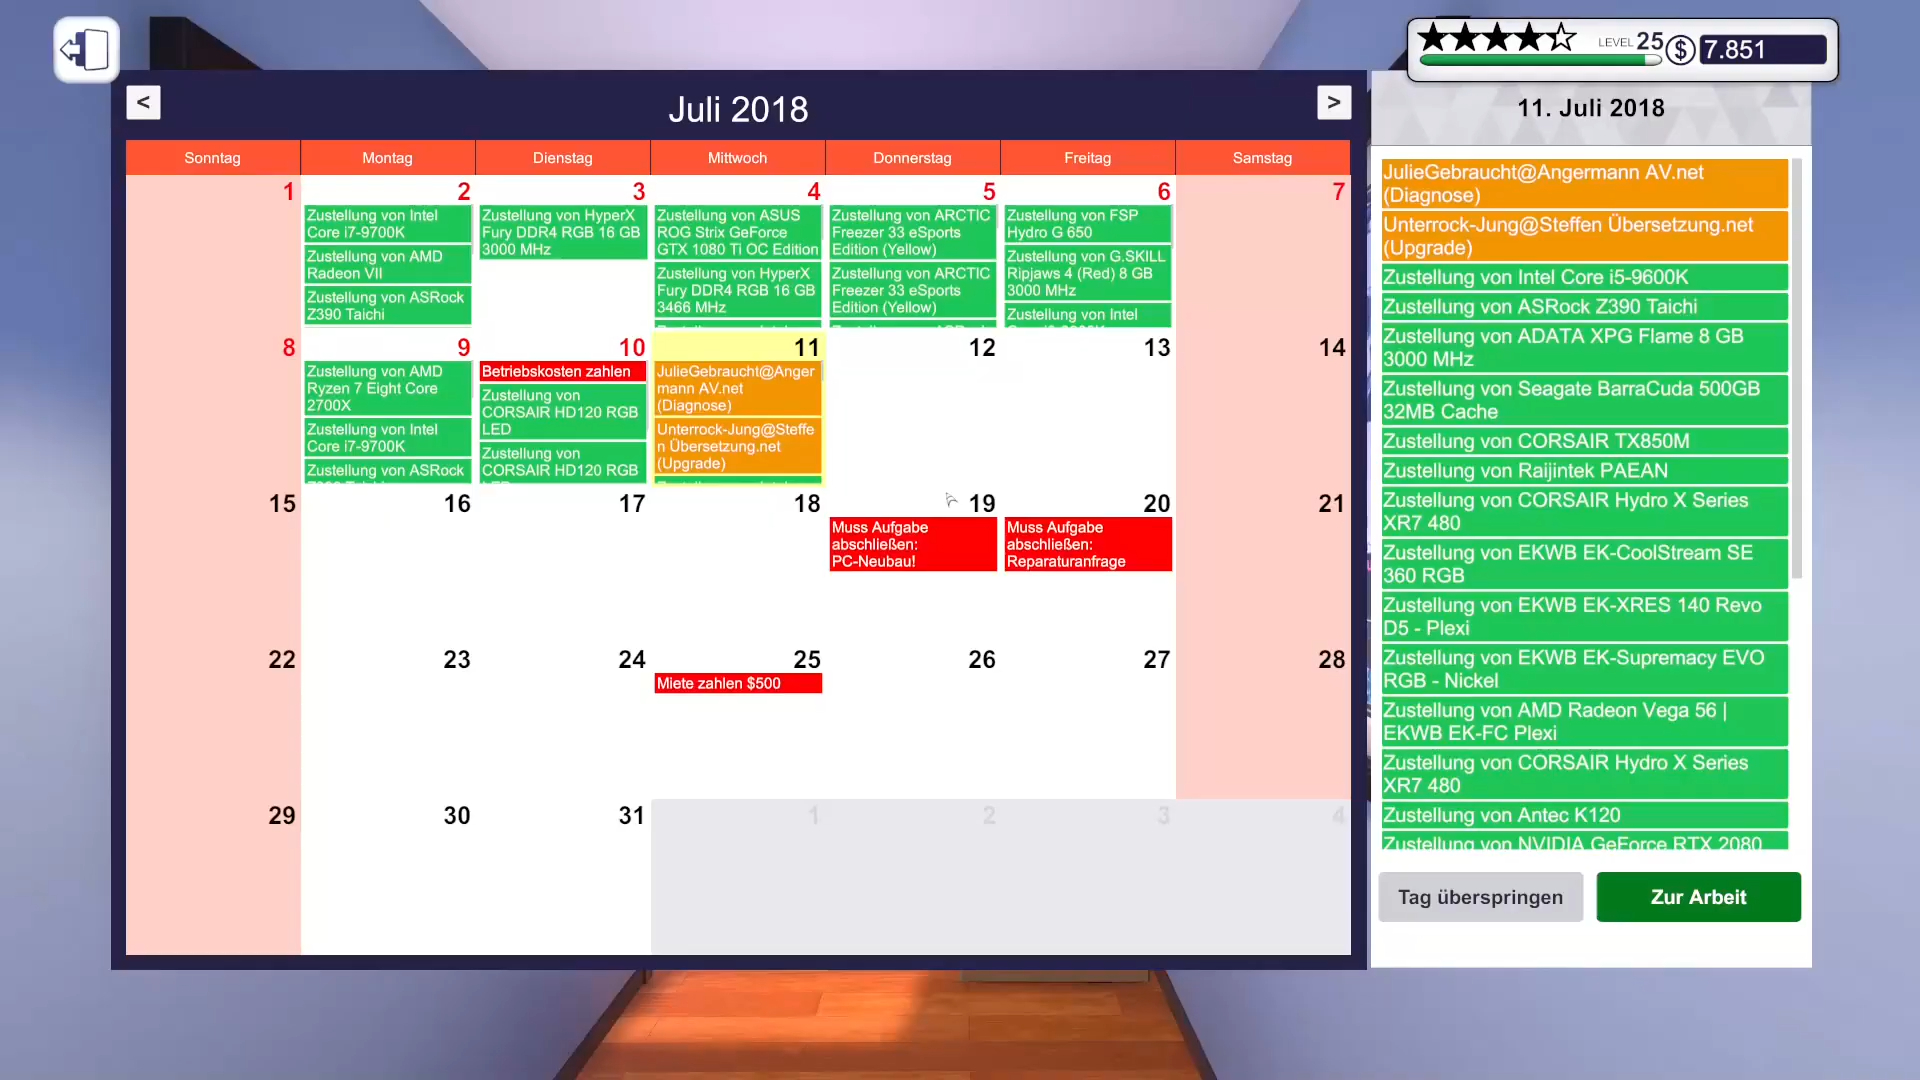 LEVEL 25
$ 7.851
<
Juli 2018
>
11. Juli 2018
Sonntag
Montag
Dienstag
Mittwoch
Donnerstag
Freitag
Samstag
1
2
Zustellung von Intel
Core i7-9700K
Zustellung von AMD
Radeon VII
Zustellung von ASRock
Z390 Taichi
3
Zustellung von HyperX
Fury DDR4 RGB 16 GB
3000 MHz
4
Zustellung von ASUS
ROG Strix GeForce
GTX 1080 Ti OC Edition
Zustellung von HyperX
Fury DDR4 RGB 16 GB
3466 MHz
5
Zustellung von ARCTIC
Freezer 33 eSports
Edition (Yellow)
Zustellung von ARCTIC
Freezer 33 eSports
Edition (Yellow)
6
Zustellung von FSP
Hydro G 650
Zustellung von G.SKILL
Ripjaws 4 (Red) 8 GB
3000 MHz
Zustellung von Intel
7
8
9
Zustellung von AMD
Ryzen 7 Eight Core
2700X
Zustellung von Intel
Core i7-9700K
Zustellung von ASRock
10
Betriebskosten zahlen
Zustellung von
CORSAIR HD120 RGB
LED
Zustellung von
CORSAIR HD120 RGB
11
JulieGebraucht@Anger
mann AV.net
(Diagnose)
Unterrock-Jung@Steffe
n Übersetzung.net
(Upgrade)
12
13
14
15
16
17
18
19
Muss Aufgabe
abschließen:
PC-Neubau!
20
Muss Aufgabe
abschließen:
Reparaturanfrage
21
22
23
24
25
Miete zahlen $500
26
27
28
29
30
31
1
2
3
4
JulieGebraucht@Angermann AV.net
(Diagnose)
Unterrock-Jung@Steffen Übersetzung.net
(Upgrade)
Zustellung von Intel Core i5-9600K
Zustellung von ASRock Z390 Taichi
Zustellung von ADATA XPG Flame 8 GB
3000 MHz
Zustellung von Seagate BarraCuda 500GB
32MB Cache
Zustellung von CORSAIR TX850M
Zustellung von Raijintek PAEAN
Zustellung von CORSAIR Hydro X Series
XR7 480
Zustellung von EKWB EK-CoolStream SE
360 RGB
Zustellung von EKWB EK-XRES 140 Revo
D5 - Plexi
Zustellung von EKWB EK-Supremacy EVO
RGB - Nickel
Zustellung von AMD Radeon Vega 56 |
EKWB EK-FC Plexi
Zustellung von CORSAIR Hydro X Series
XR7 480
Zustellung von Antec K120
Zustellung von NVIDIA GeForce RTX 2080
Tag überspringen
Zur Arbeit